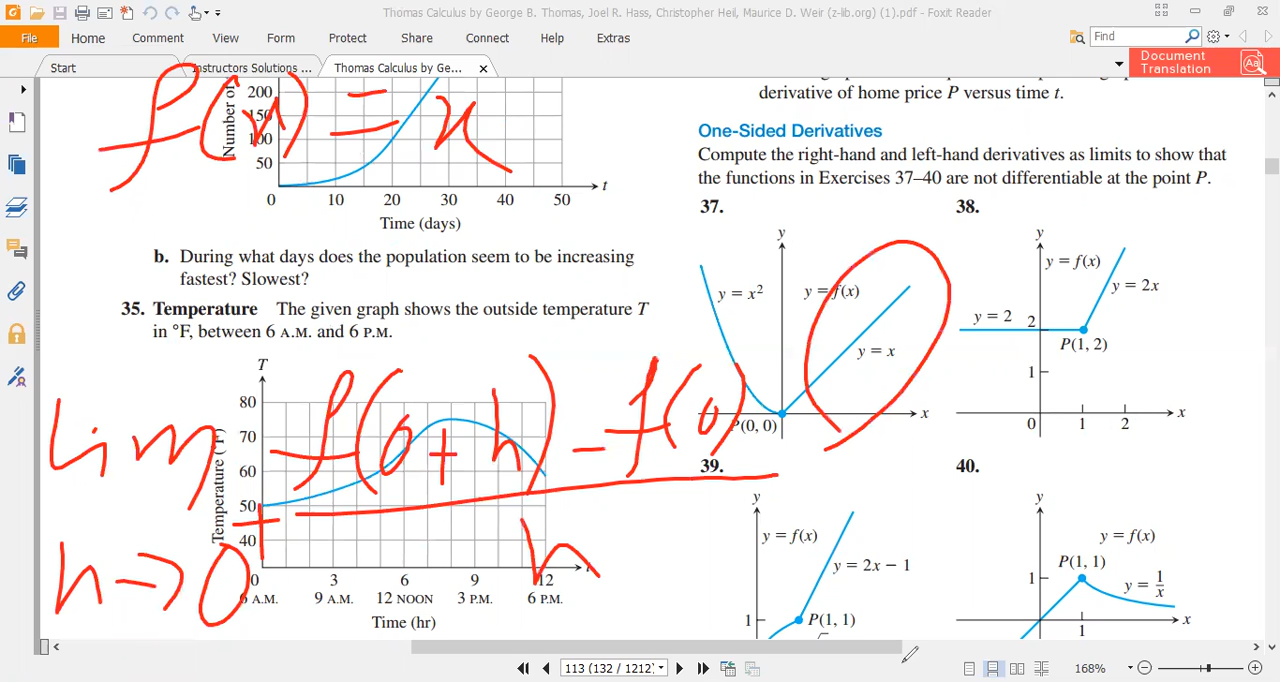 Thomas Calculus by George B. Thomas, Joel R. Hass, Christopher Heil, Maurice D. Weir (z-lib.org) (1).pdf - Foxit Reader
File Home Comment View Form Protect Share Connect Help Extras
Find
Document Translation
Start
Instructors Solutions ...
Thomas Calculus by Ge...
f(x) = x
Number of
200
150
100
50
0 10 20 30 40 50
t
Time (days)
b. During what days does the population seem to be increasing
fastest? Slowest?
35. Temperature The given graph shows the outside temperature T
in °F, between 6 A.M. and 6 P.M.
T
80
70
60
50
40
Temperature (°F)
0 3 6 9 12
6 A.M. 9 A.M. 12 NOON 3 P.M. 6 P.M.
Time (hr)
lim f(0 + h) - f(0)
h
h → 0+
derivative of home price P versus time t.
One-Sided Derivatives
Compute the right-hand and left-hand derivatives as limits to show that
the functions in Exercises 37–40 are not differentiable at the point P.
37.
y
y = x²
y = f(x)
y = x
x
P(0, 0)
38.
y
y = f(x)
y = 2x
y = 2
2
P(1, 2)
1
0 1 2
x
39.
y
y = f(x)
y = 2x − 1
1
P(1, 1)
40.
y
y = f(x)
P(1, 1)
1
y = 1/x
x
1
113 (132 / 1212)
168%